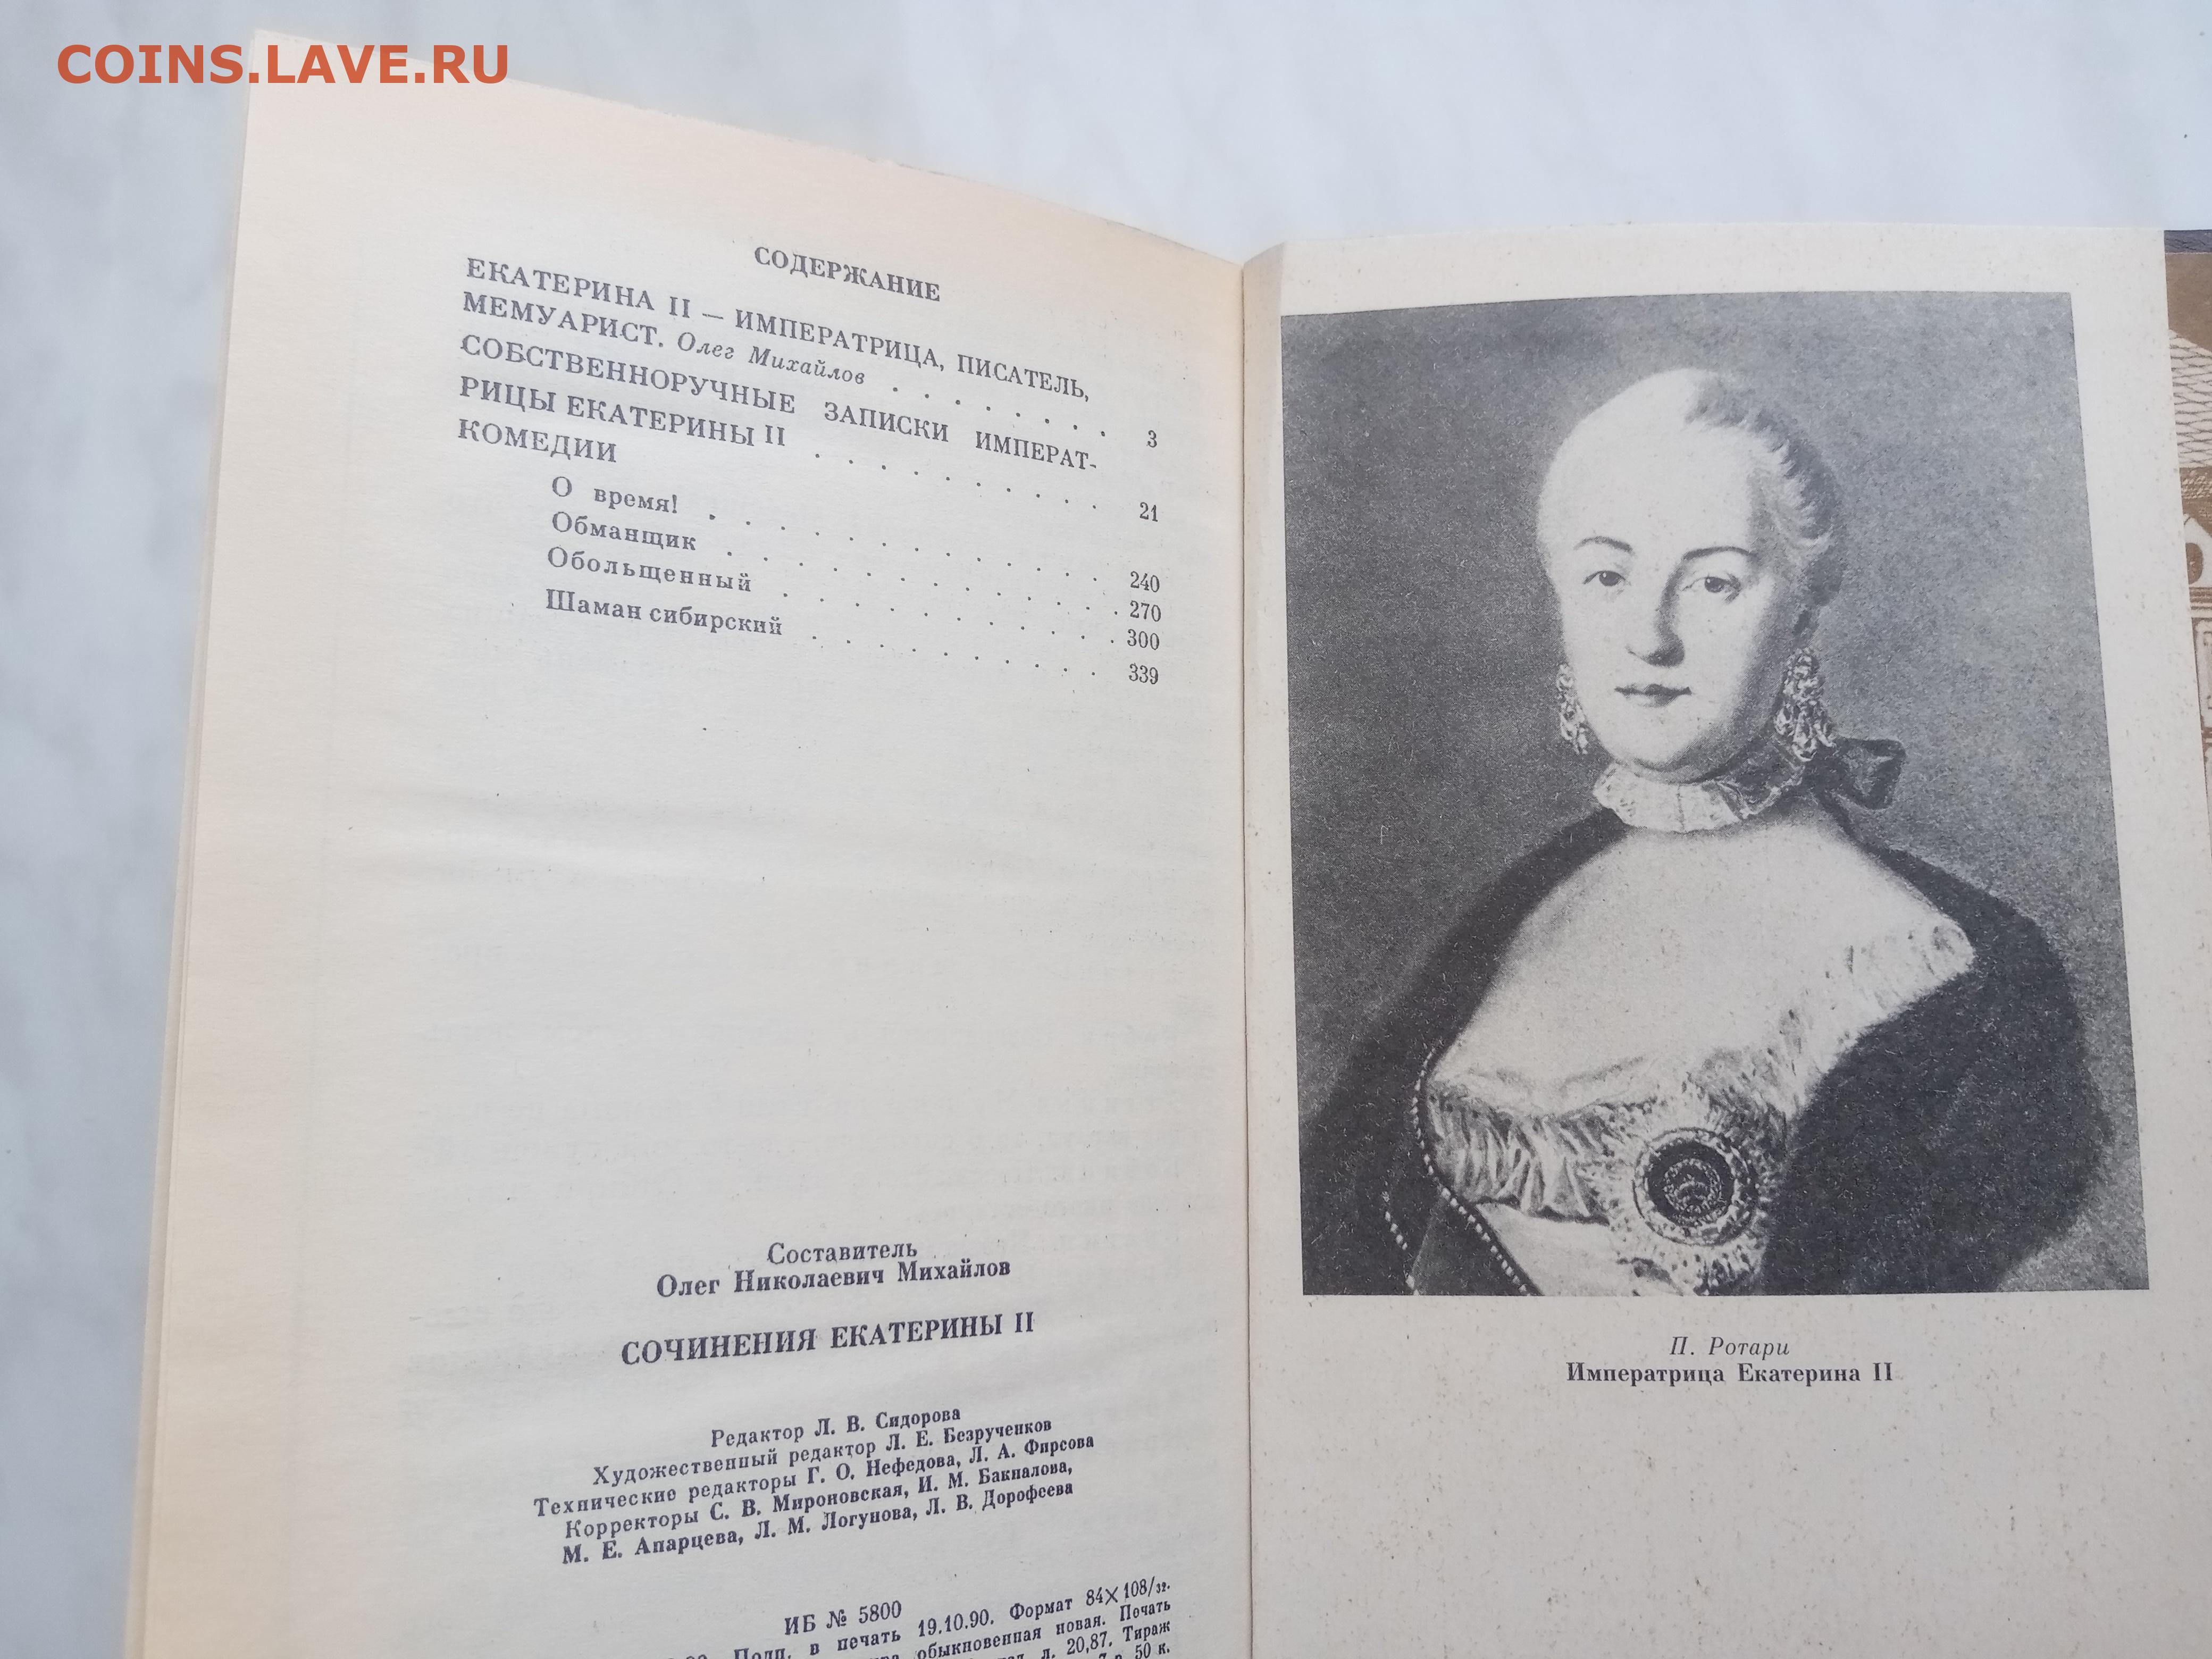 COINS.LAVE.RU
СОДЕРЖАНИЕ
ЕКАТЕРИНА II — ИМПЕРАТРИЦА, ПИСАТЕЛЬ,
МЕМУАРИСТ. Олег Михайлов . . . . . . . . 3
СОБСТВЕННОРУЧНЫЕ ЗАПИСКИ ИМПЕРАТ-
РИЦЫ ЕКАТЕРИНЫ II . . . . . . . . . . 21
КОМЕДИИ
О время! . . . . . . . . . . . . 240
Обманщик . . . . . . . . . . . . 270
Обольщенный . . . . . . . . . . 300
Шаман сибирский . . . . . . . . . . 339
Составитель
Олег Николаевич Михайлов
СОЧИНЕНИЯ ЕКАТЕРИНЫ II
Редактор Л. В. Сидорова
Художественный редактор Л. Е. Безрученков
Технические редакторы Г. О. Нефедова, Л. А. Фирсова
Корректоры С. В. Мироновская, И. М. Бакналова,
М. Е. Апарцева, Л. М. Логунова, Л. В. Дорофеева
ИБ № 5800
Подп. в печать 19.10.90. Формат 84×108/32.
обыкновенная новая. Печать
л. 20,87. Тираж
р. 50 к.
П. Ротари
Императрица Екатерина II